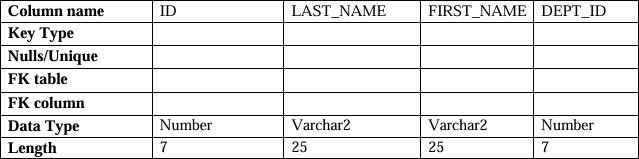 Column name ID LAST_NAME FIRST_NAME DEPT_ID
Key Type
Nulls/Unique
FK table
FK column
Data Type Number Varchar2 Varchar2 Number
Length 7 25 25 7